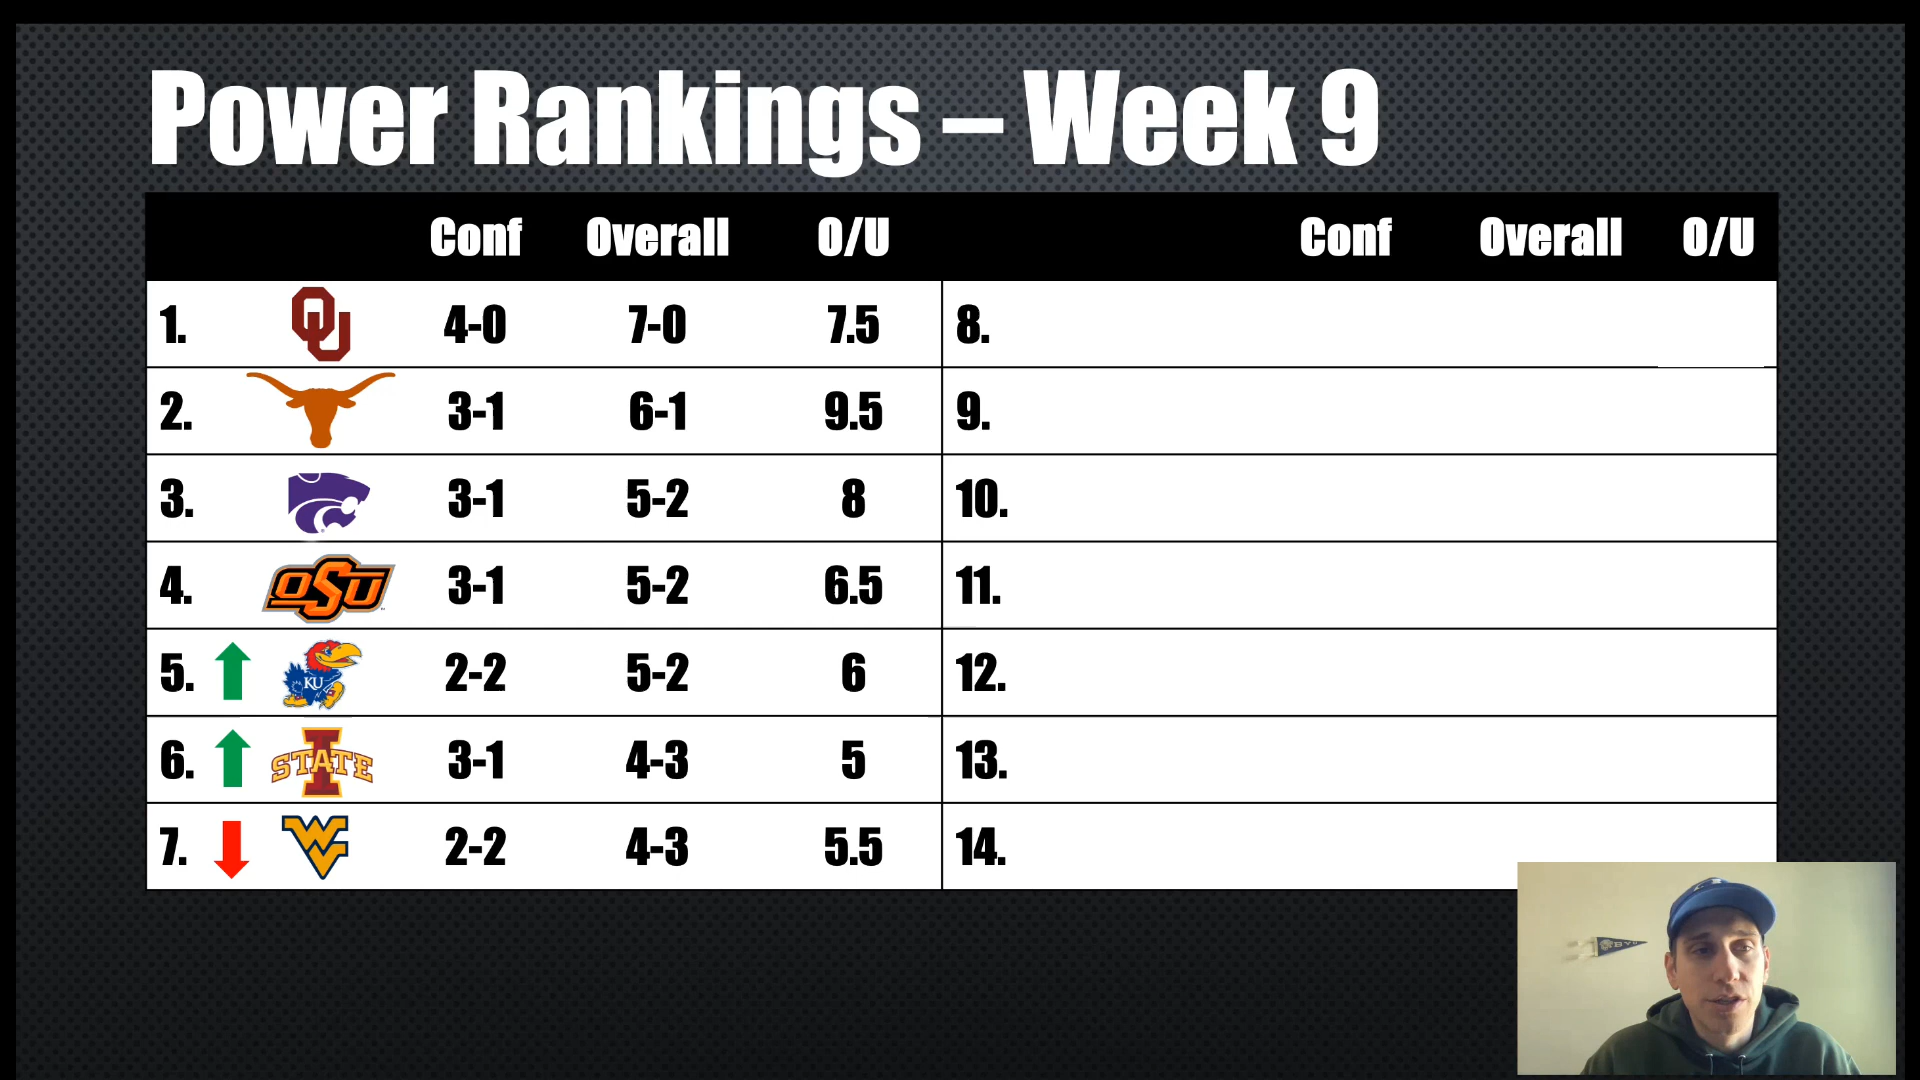 Power Rankings – Week 9
Conf Overall O/U Conf Overall O/U
1. OU 4-0 7-0 7.5 8.
2. 3-1 6-1 9.5 9.
3. 3-1 5-2 8 10.
4. OSU 3-1 5-2 6.5 11.
5. KU 2-2 5-2 6 12.
6. I STATE 3-1 4-3 5 13.
7. WV 2-2 4-3 5.5 14.
BYU